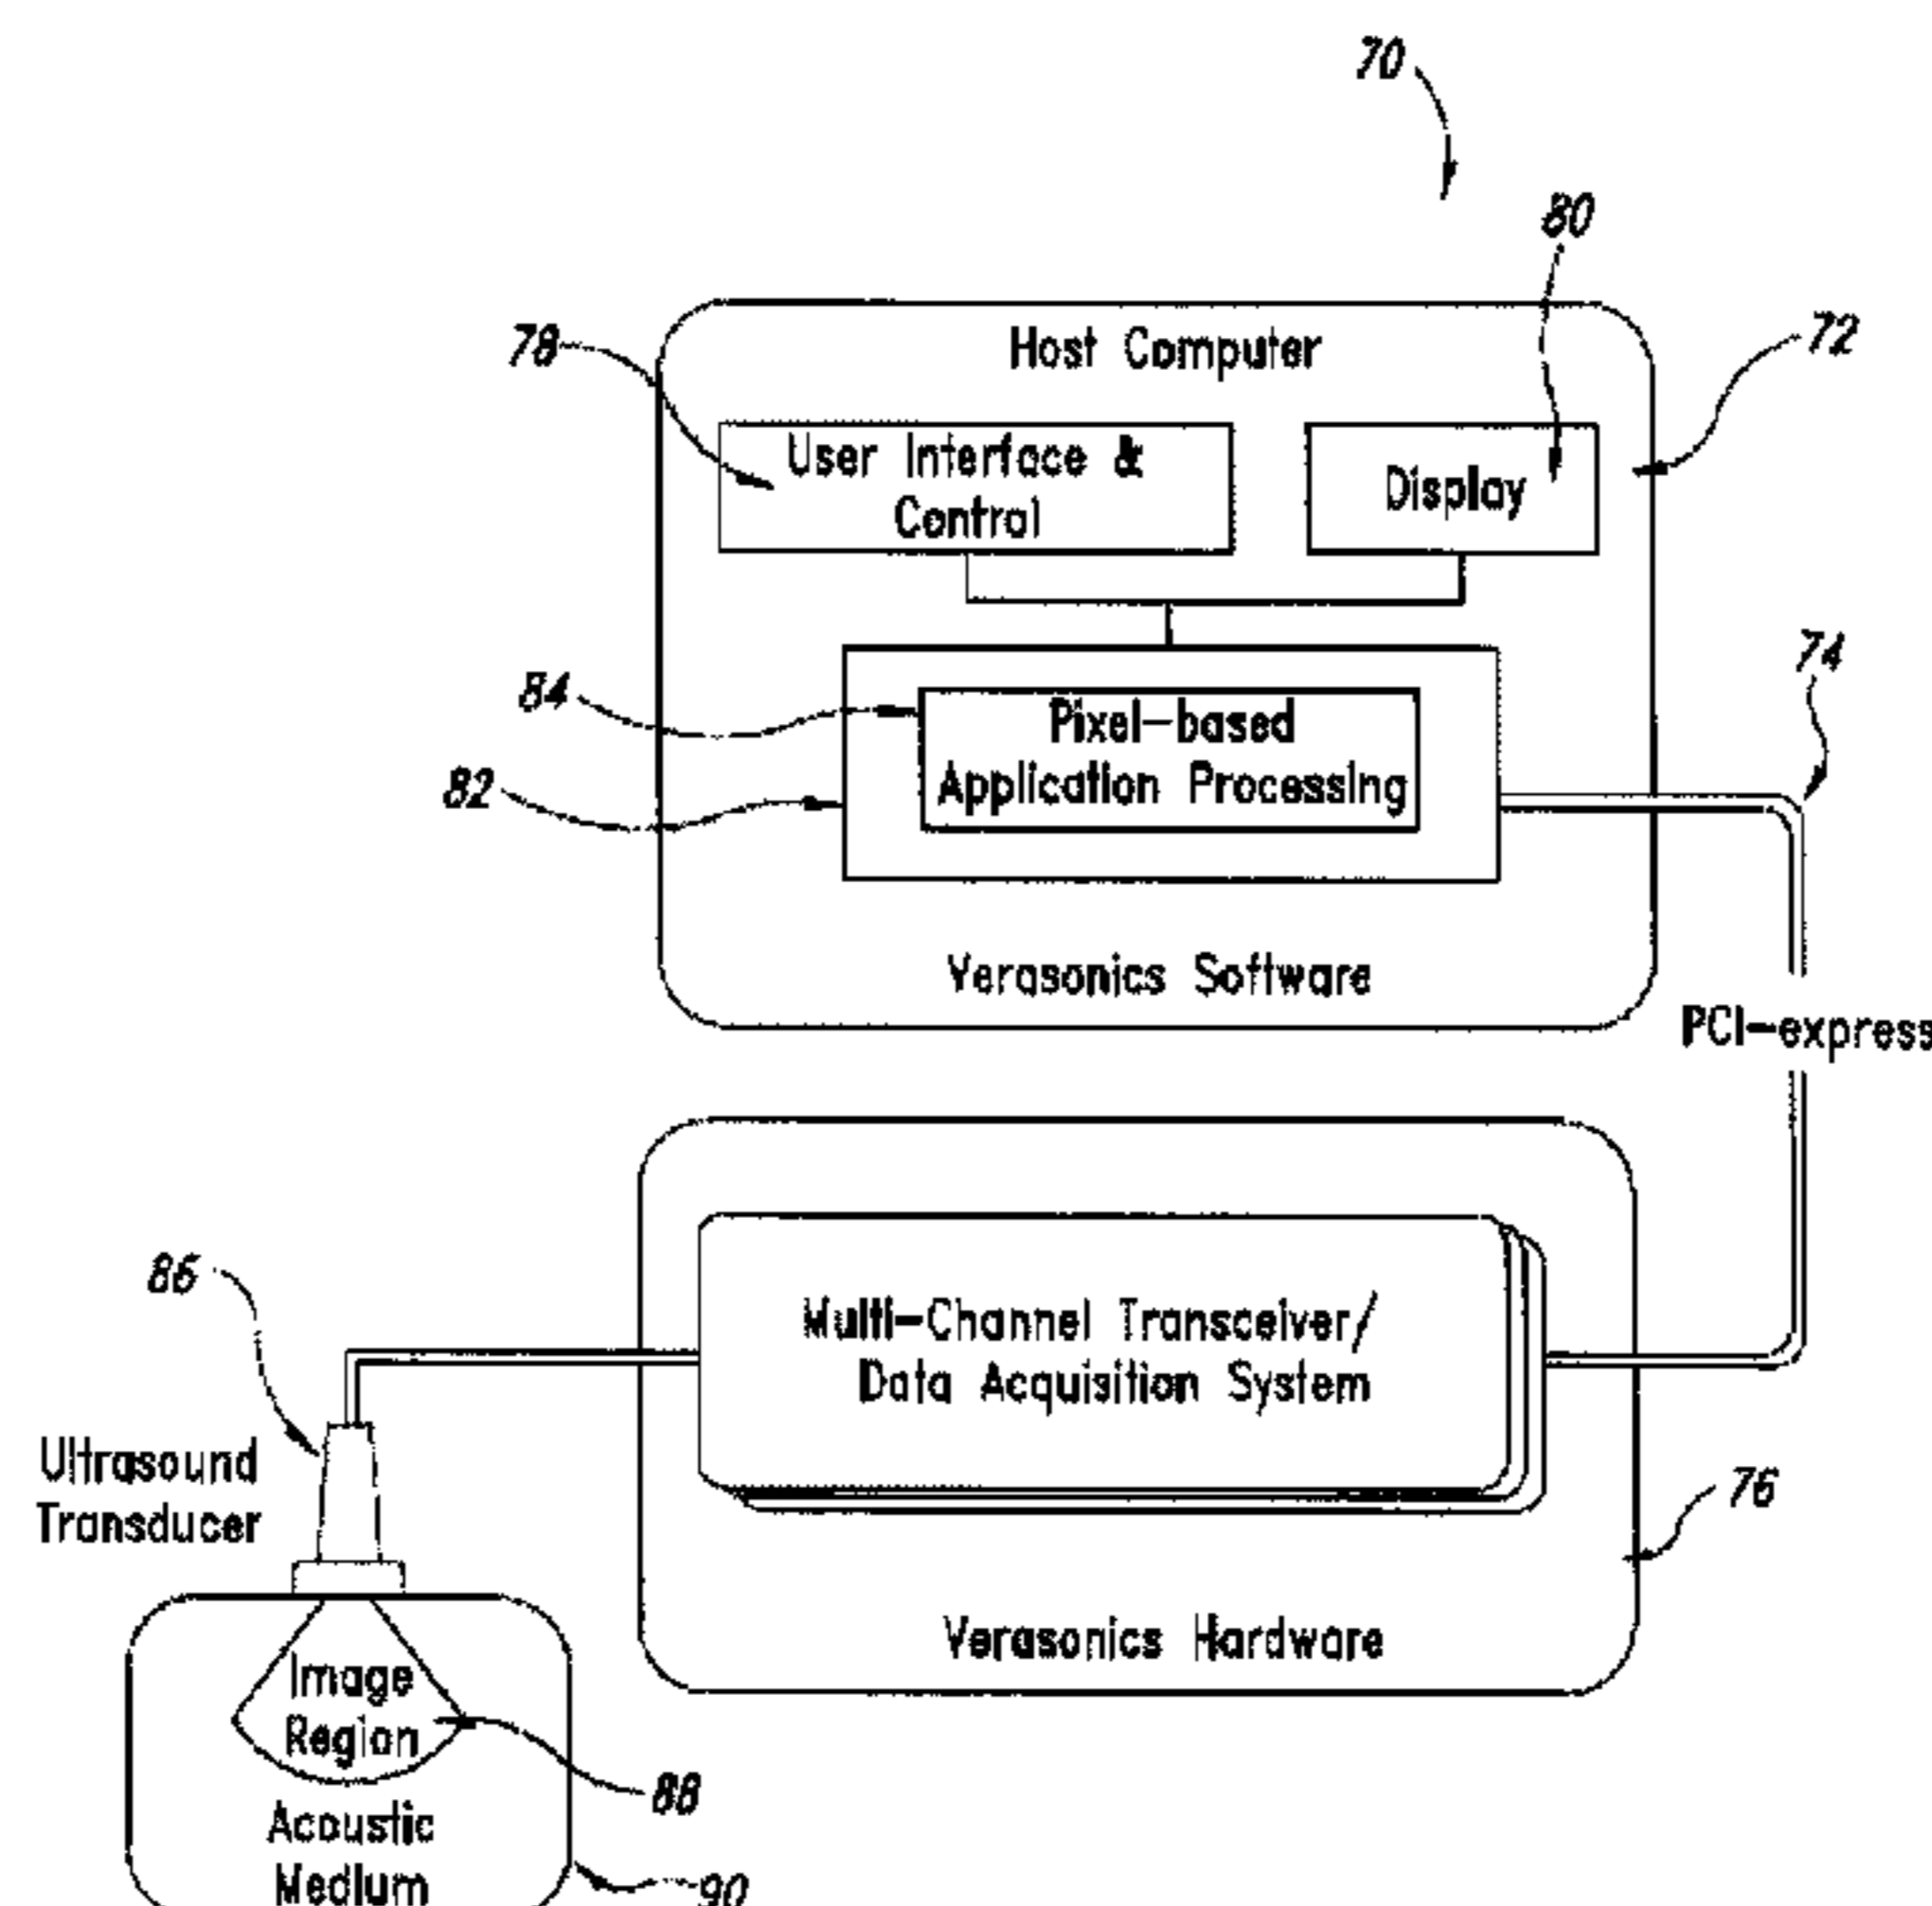 70
80
Host Computer
78
72
User Interface &
Control
Display
74
84
Pixel-based
Application Processing
82
Verasonics Software
PCI-express
86
Multi-Channel Transceiver/
Data Acquisition System
Ultrasound
Transducer
76
Verasonics Hardware
Image
Region
88
Acoustic
Medium
90